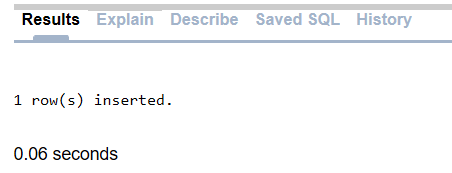 Results Explain Describe Saved SQL History
1 row(s) inserted.
0.06 seconds